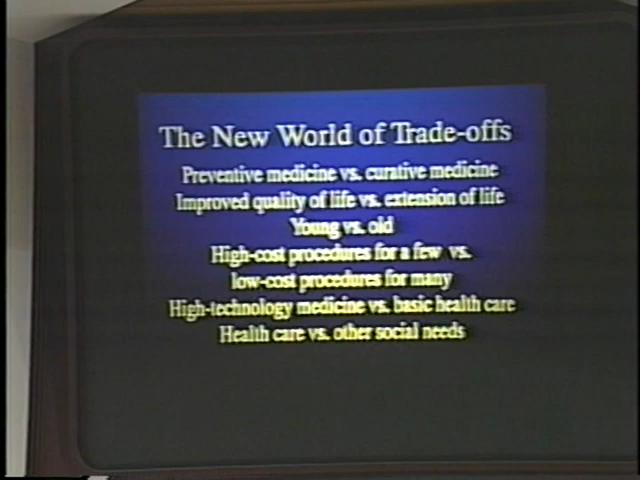 The New World of Trade-offs
Preventive medicine vs. curative medicine
Improved quality of life vs. extension of life
Young vs. old
High-cost procedures for a few vs.
low-cost procedures for many
High-technology medicine vs. basic health care
Health care vs. other social needs